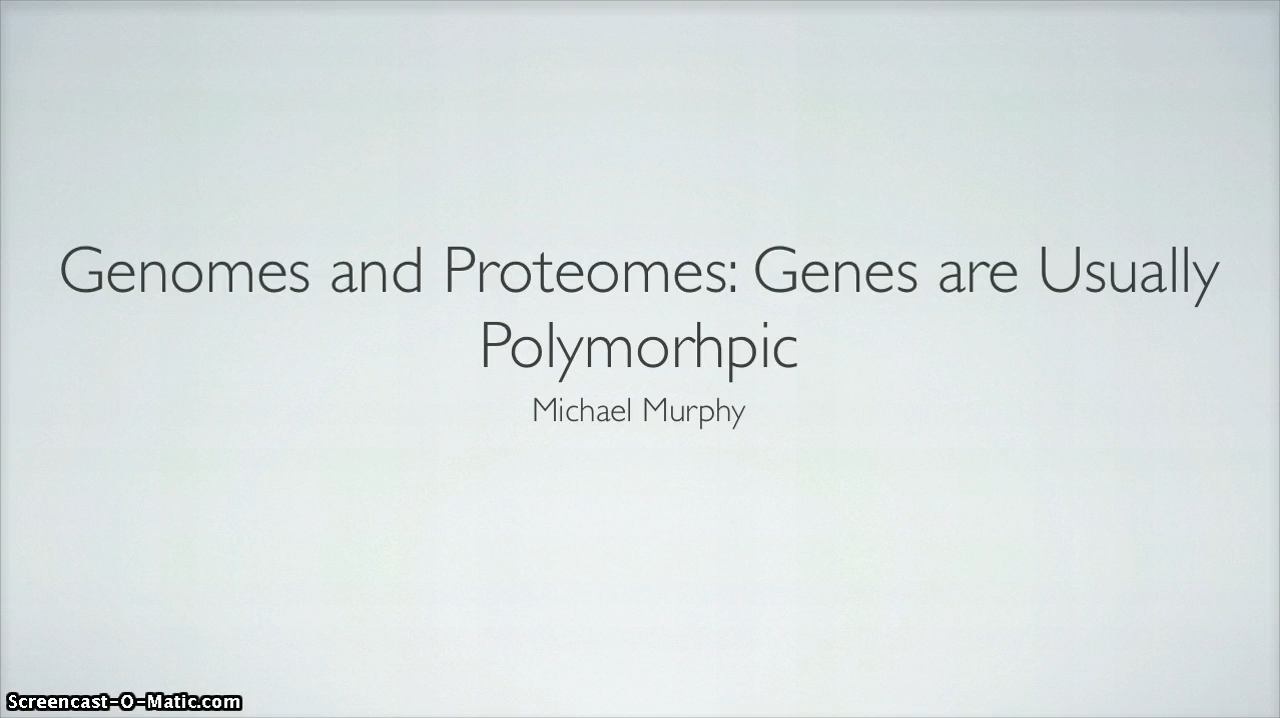 Genomes and Proteomes: Genes are Usually
Polymorhpic
Michael Murphy
Screencast-O-Matic.com